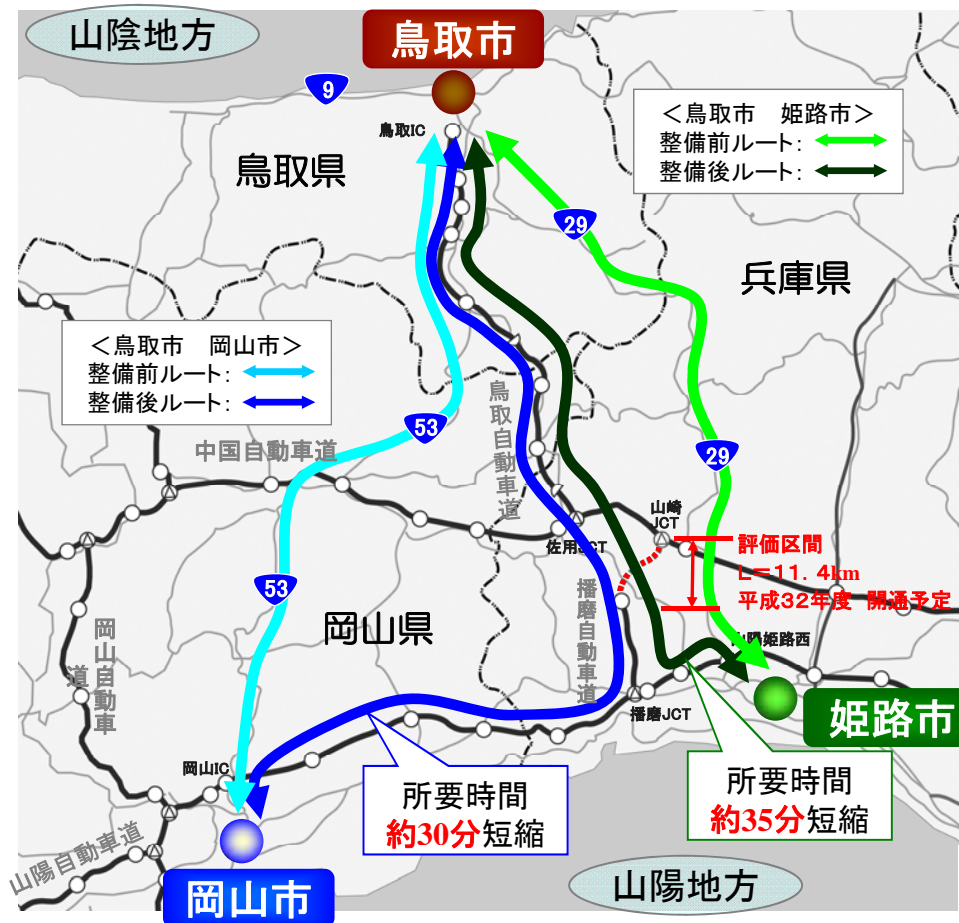 山陰地方
鳥取市
9
鳥取IC
鳥取県
＜鳥取市　姫路市＞
整備前ルート：
整備後ルート：
29
兵庫県
＜鳥取市　岡山市＞
整備前ルート：
整備後ルート：
53
鳥取自動車道
29
中国自動車道
山崎
JCT
佐用JCT
評価区間
L=11.4km
平成32年度　開通予定
53
播磨自動車道
岡山県
岡山自動車道
山陽姫路西
播磨JCT
姫路市
岡山IC
所要時間
約30分短縮
所要時間
約35分短縮
山陽自動車道
岡山市
山陽地方